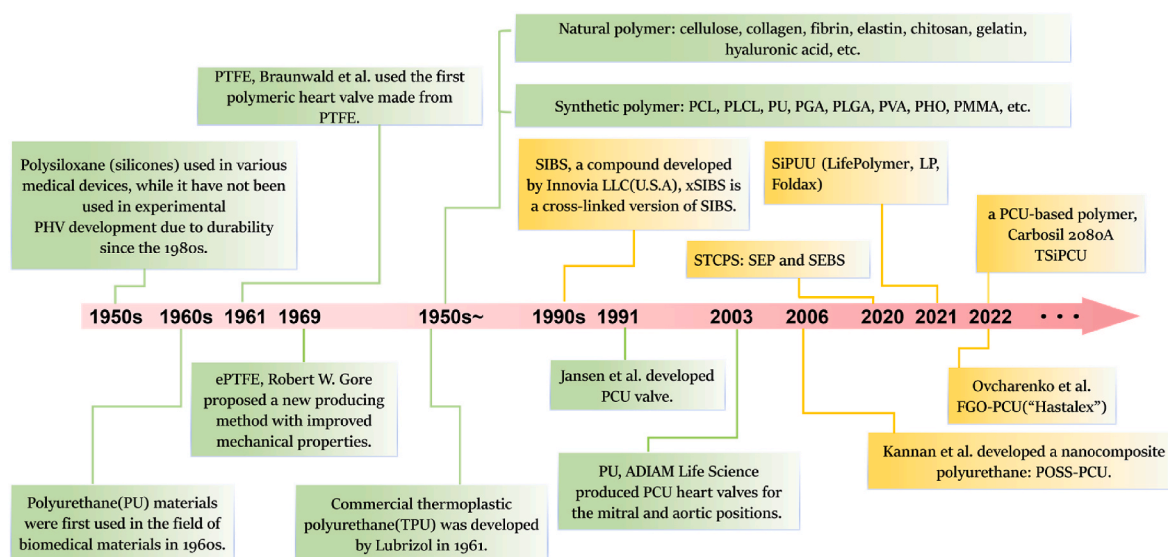 Natural polymer: cellulose, collagen, fibrin, elastin, chitosan, gelatin,
hyaluronic acid, etc.
PTFE, Braunwald et al. used the first
polymeric heart valve made from
PTFE.
Synthetic polymer: PCL, PLCL, PU, PGA, PLGA, PVA, PHO, PMMA, etc.
Polysiloxane (silicones) used in various
medical devices, while it have not been
used in experimental
PHV development due to durability
since the 1980s.
SIBS, a compound developed
by Innovia LLC(U.S.A), xSIBS is
a cross-linked version of SIBS.
SiPUU (LifePolymer, LP,
Foldax)
STCPS: SEP and SEBS
a PCU-based polymer,
Carbosil 2080A
TSiPCU
1950s 1960s 1961 1969 1950s~ 1990s 1991 2003 2006 2020 2021 2022 ...
ePTFE, Robert W. Gore
proposed a new producing
method with improved
mechanical properties.
Jansen et al. developed
PCU valve.
Ovcharenko et al.
FGO-PCU("Hastalex")
Kannan et al. developed a nanocomposite
polyurethane: POSS-PCU.
Polyurethane(PU) materials
were first used in the field of
biomedical materials in 1960s.
Commercial thermoplastic
polyurethane(TPU) was developed
by Lubrizol in 1961.
PU, ADIAM Life Science
produced PCU heart valves for
the mitral and aortic positions.